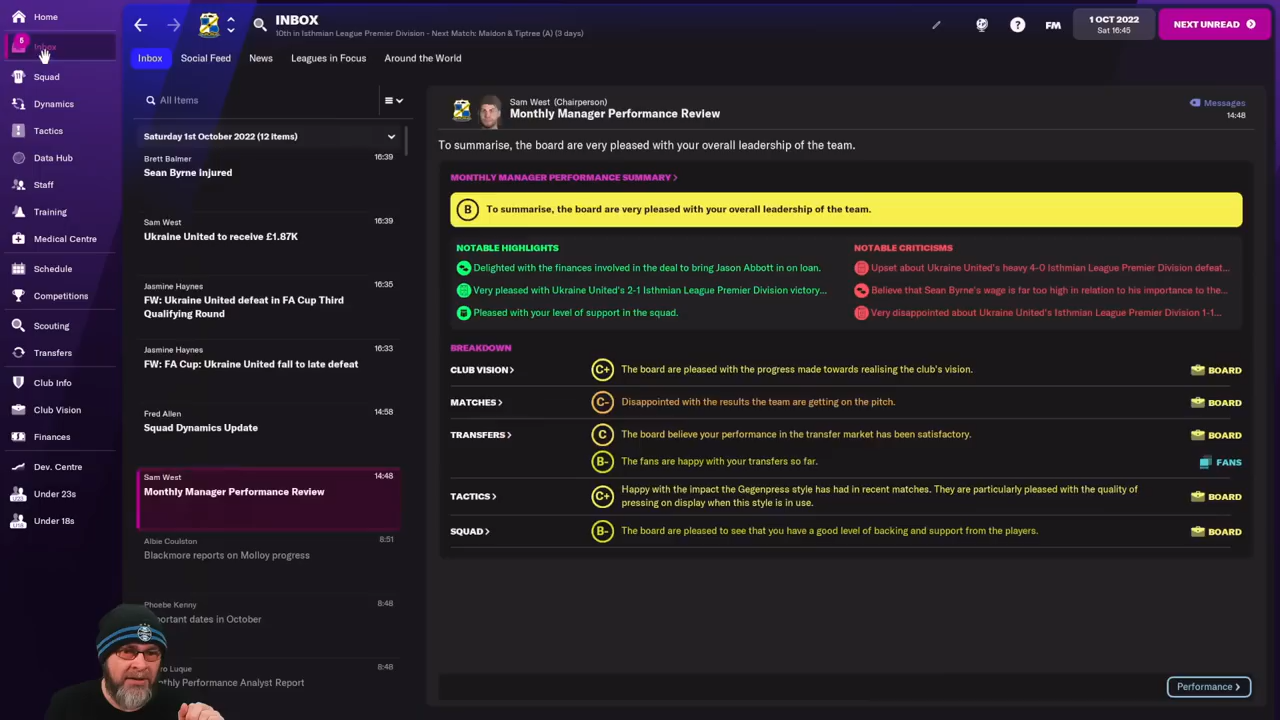 Home
INBOX
10th in Isthmian League Premier Division - Next Match: Maldon & Tiptree (A) (3 days)
?
FM
1 OCT 2022
Sat 16:45
NEXT UNREAD
5
Inbox
Squad
Dynamics
Tactics
Data Hub
Staff
Training
Medical Centre
Schedule
Competitions
Scouting
Transfers
Club Info
Club Vision
Finances
Dev. Centre
Under 23s
Under 18s
Inbox
Social Feed
News
Leagues in Focus
Around the World
All Items
Saturday 1st October 2022 (12 items)
Brett Balmer
16:39
Sean Byrne injured
Sam West
16:39
Ukraine United to receive £1.87K
Jasmine Haynes
16:35
FW: Ukraine United defeat in FA Cup Third
Qualifying Round
Jasmine Haynes
16:33
FW: FA Cup: Ukraine United fall to late defeat
Fred Allen
14:58
Squad Dynamics Update
Sam West
14:48
Monthly Manager Performance Review
Albie Coulston
8:51
Blackmore reports on Molloy progress
Phoebe Kenny
8:48
portant dates in October
ro Luque
8:48
thly Performance Analyst Report
Sam West (Chairperson)
Monthly Manager Performance Review
Messages
14:48
To summarise, the board are very pleased with your overall leadership of the team.
MONTHLY MANAGER PERFORMANCE SUMMARY >
B To summarise, the board are very pleased with your overall leadership of the team.
NOTABLE HIGHLIGHTS
Delighted with the finances involved in the deal to bring Jason Abbott in on loan.
Very pleased with Ukraine United's 2-1 Isthmian League Premier Division victory...
Pleased with your level of support in the squad.
NOTABLE CRITICISMS
Upset about Ukraine United's heavy 4-0 Isthmian League Premier Division defeat...
Believe that Sean Byrne's wage is far too high in relation to his importance to the...
Very disappointed about Ukraine United's Isthmian League Premier Division 1-1...
BREAKDOWN
CLUB VISION > C+ The board are pleased with the progress made towards realising the club's vision. BOARD
MATCHES > C- Disappointed with the results the team are getting on the pitch. BOARD
TRANSFERS > C The board believe your performance in the transfer market has been satisfactory. BOARD
B- The fans are happy with your transfers so far. FANS
TACTICS > C+ Happy with the impact the Gegenpress style has had in recent matches. They are particularly pleased with the quality of
pressing on display when this style is in use. BOARD
SQUAD > B- The board are pleased to see that you have a good level of backing and support from the players. BOARD
Performance >